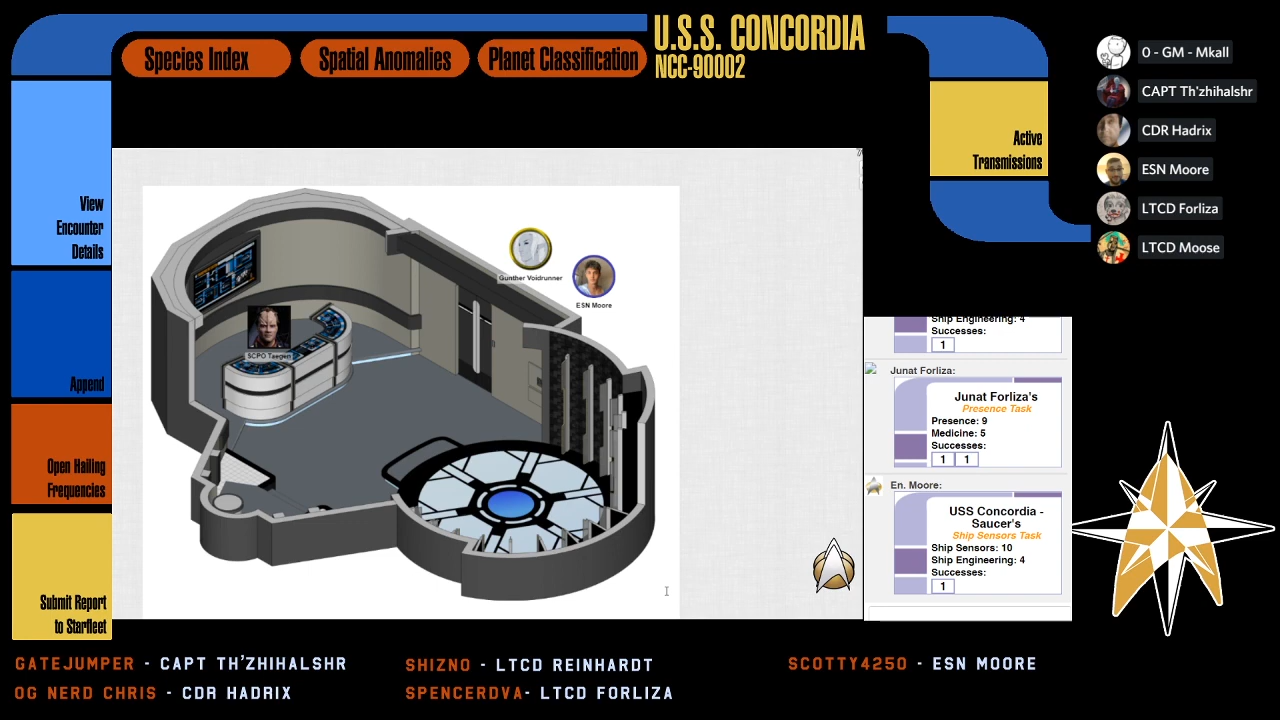 U.S.S. CONCORDIA
NCC-90002
Species Index
Spatial Anomalies
Planet Classification
View
Encounter
Details
Append
Open Hailing
Frequencies
Submit Report
to Starfleet
Active
Transmissions
0 - GM - Mkall
CAPT Th'zhihalshr
CDR Hadrix
ESN Moore
LTCD Forliza
LTCD Moose
Gunther Voidrunner
ESN Moore
SCPO Taegen
Ship Engineering: 4
Successes:
1
Junat Forliza:
Junat Forliza's
Presence Task
Presence: 9
Medicine: 5
Successes:
1 1
En. Moore:
USS Concordia -
Saucer's
Ship Sensors Task
Ship Sensors: 10
Ship Engineering: 4
Successes:
1
GATEJUMPER - CAPT TH'ZHIHALSHR
OG NERD CHRIS - CDR HADRIX
SHIZNO - LTCD REINHARDT
SPENCERDVA- LTCD FORLIZA
SCOTTY4250 - ESN MOORE